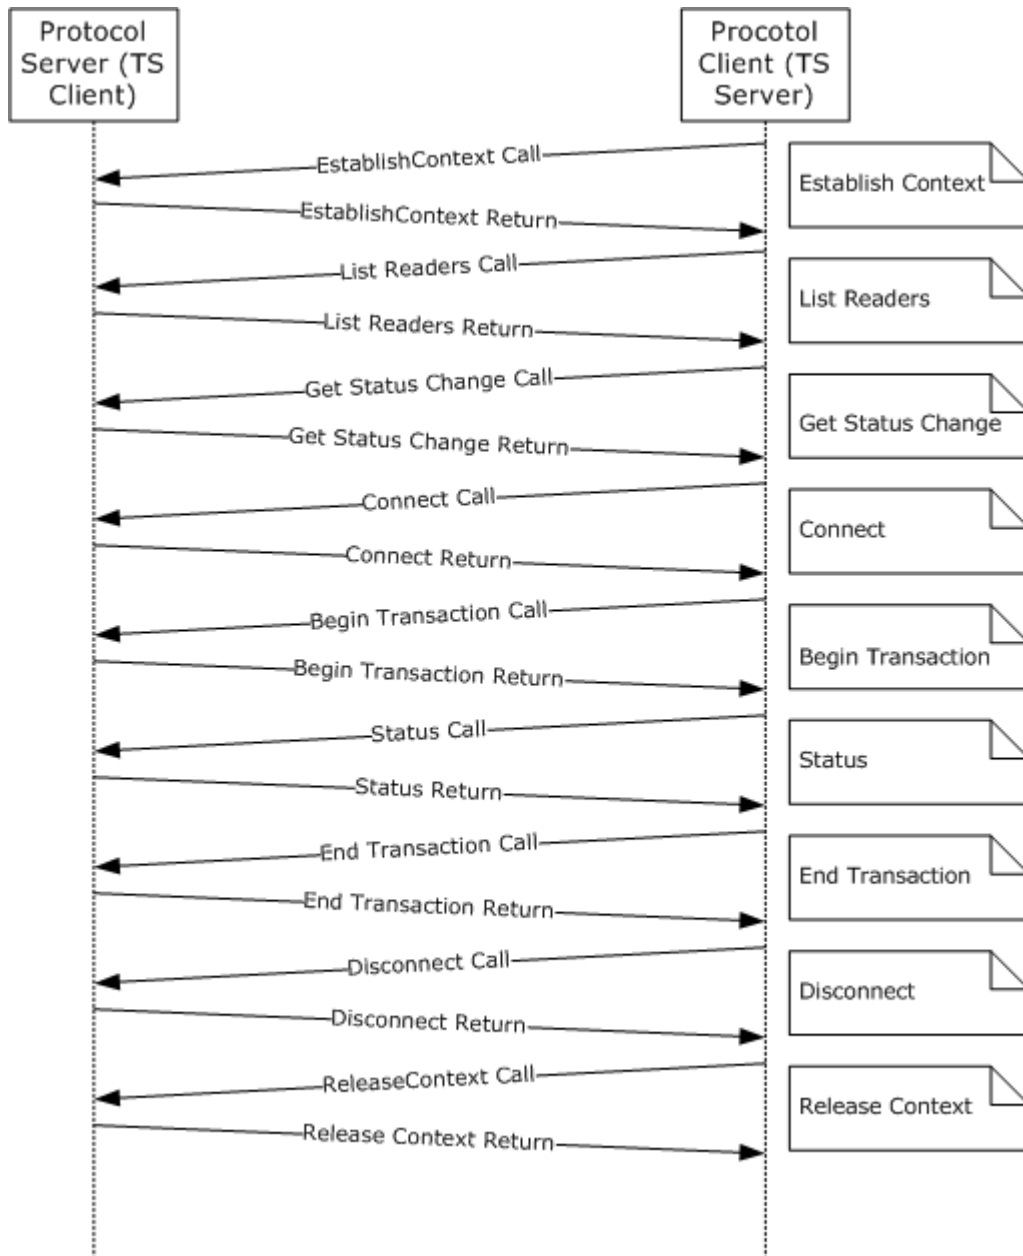 Protocol
Server (TS
Client)
Procotol
Client (TS
Server)
EstablishContext Call
Establish Context
EstablishContext Return
List Readers Call
List Readers
List Readers Return
Get Status Change Call
Get Status Change
Get Status Change Return
Connect Call
Connect
Connect Return
Begin Transaction Call
Begin Transaction
Begin Transaction Return
Status Call
Status
Status Return
End Transaction Call
End Transaction
End Transaction Return
Disconnect Call
Disconnect
Disconnect Return
ReleaseContext Call
Release Context
Release Context Return